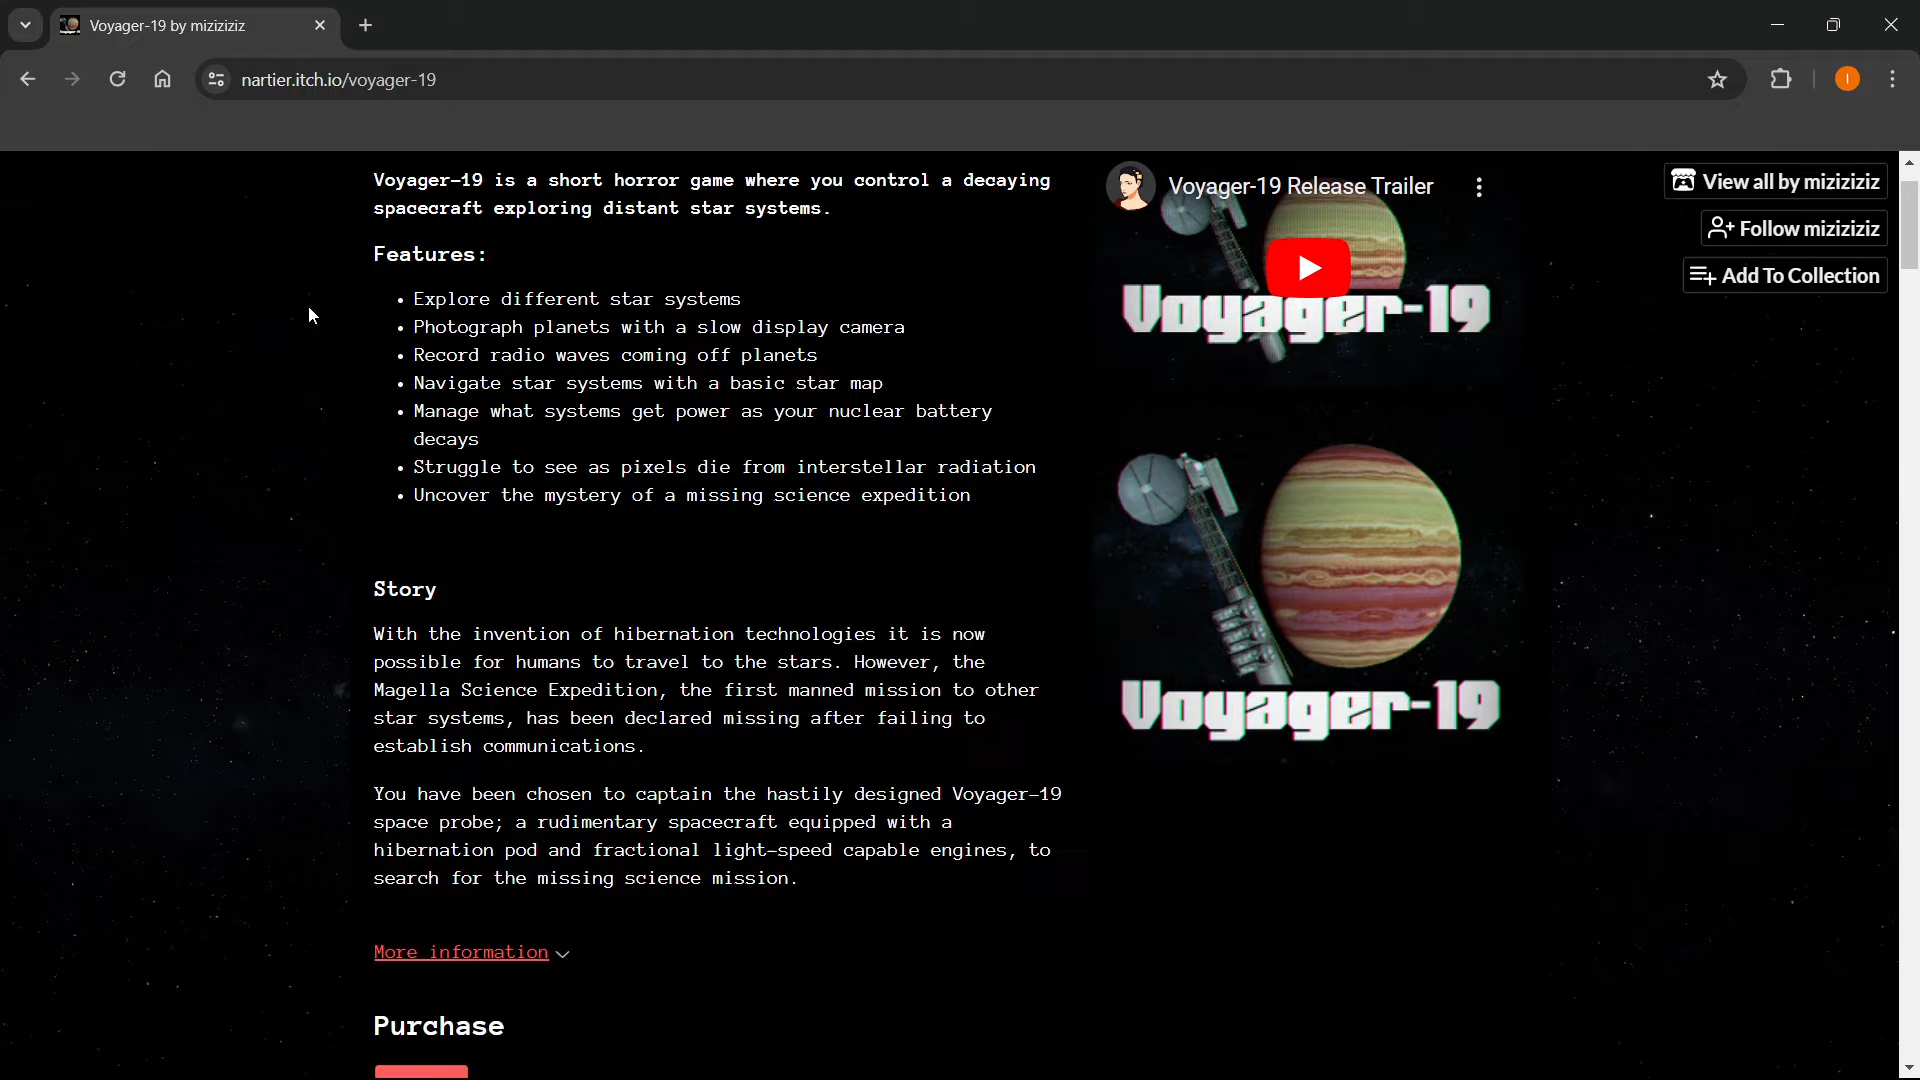 Voyager-19 by miziziziz
nartier.itch.io/voyager-19
I
Voyager-19 is a short horror game where you control a decaying
spacecraft exploring distant star systems.
Features:
• Explore different star systems
• Photograph planets with a slow display camera
• Record radio waves coming off planets
• Navigate star systems with a basic star map
• Manage what systems get power as your nuclear battery
decays
• Struggle to see as pixels die from interstellar radiation
• Uncover the mystery of a missing science expedition
Story
With the invention of hibernation technologies it is now
possible for humans to travel to the stars. However, the
Magella Science Expedition, the first manned mission to other
star systems, has been declared missing after failing to
establish communications.
You have been chosen to captain the hastily designed Voyager-19
space probe; a rudimentary spacecraft equipped with a
hibernation pod and fractional light-speed capable engines, to
search for the missing science mission.
More information
Purchase
Voyager-19 Release Trailer
Voyager-19
Voyager-19
View all by miziziziz
Follow miziziziz
Add To Collection